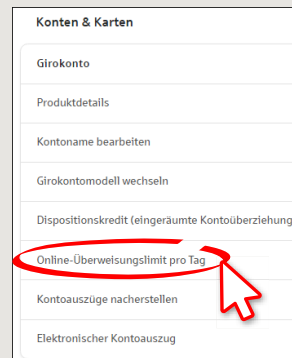 Konten & Karten
Girokonto
Produktdetails
Kontoname bearbeiten
Girokontomodell wechseln
Dispositionskredit (eingeräumte Kontoüberziehung
Online-Überweisungslimit pro Tag
Kontoauszüge nacherstellen
Elektronischer Kontoauszug